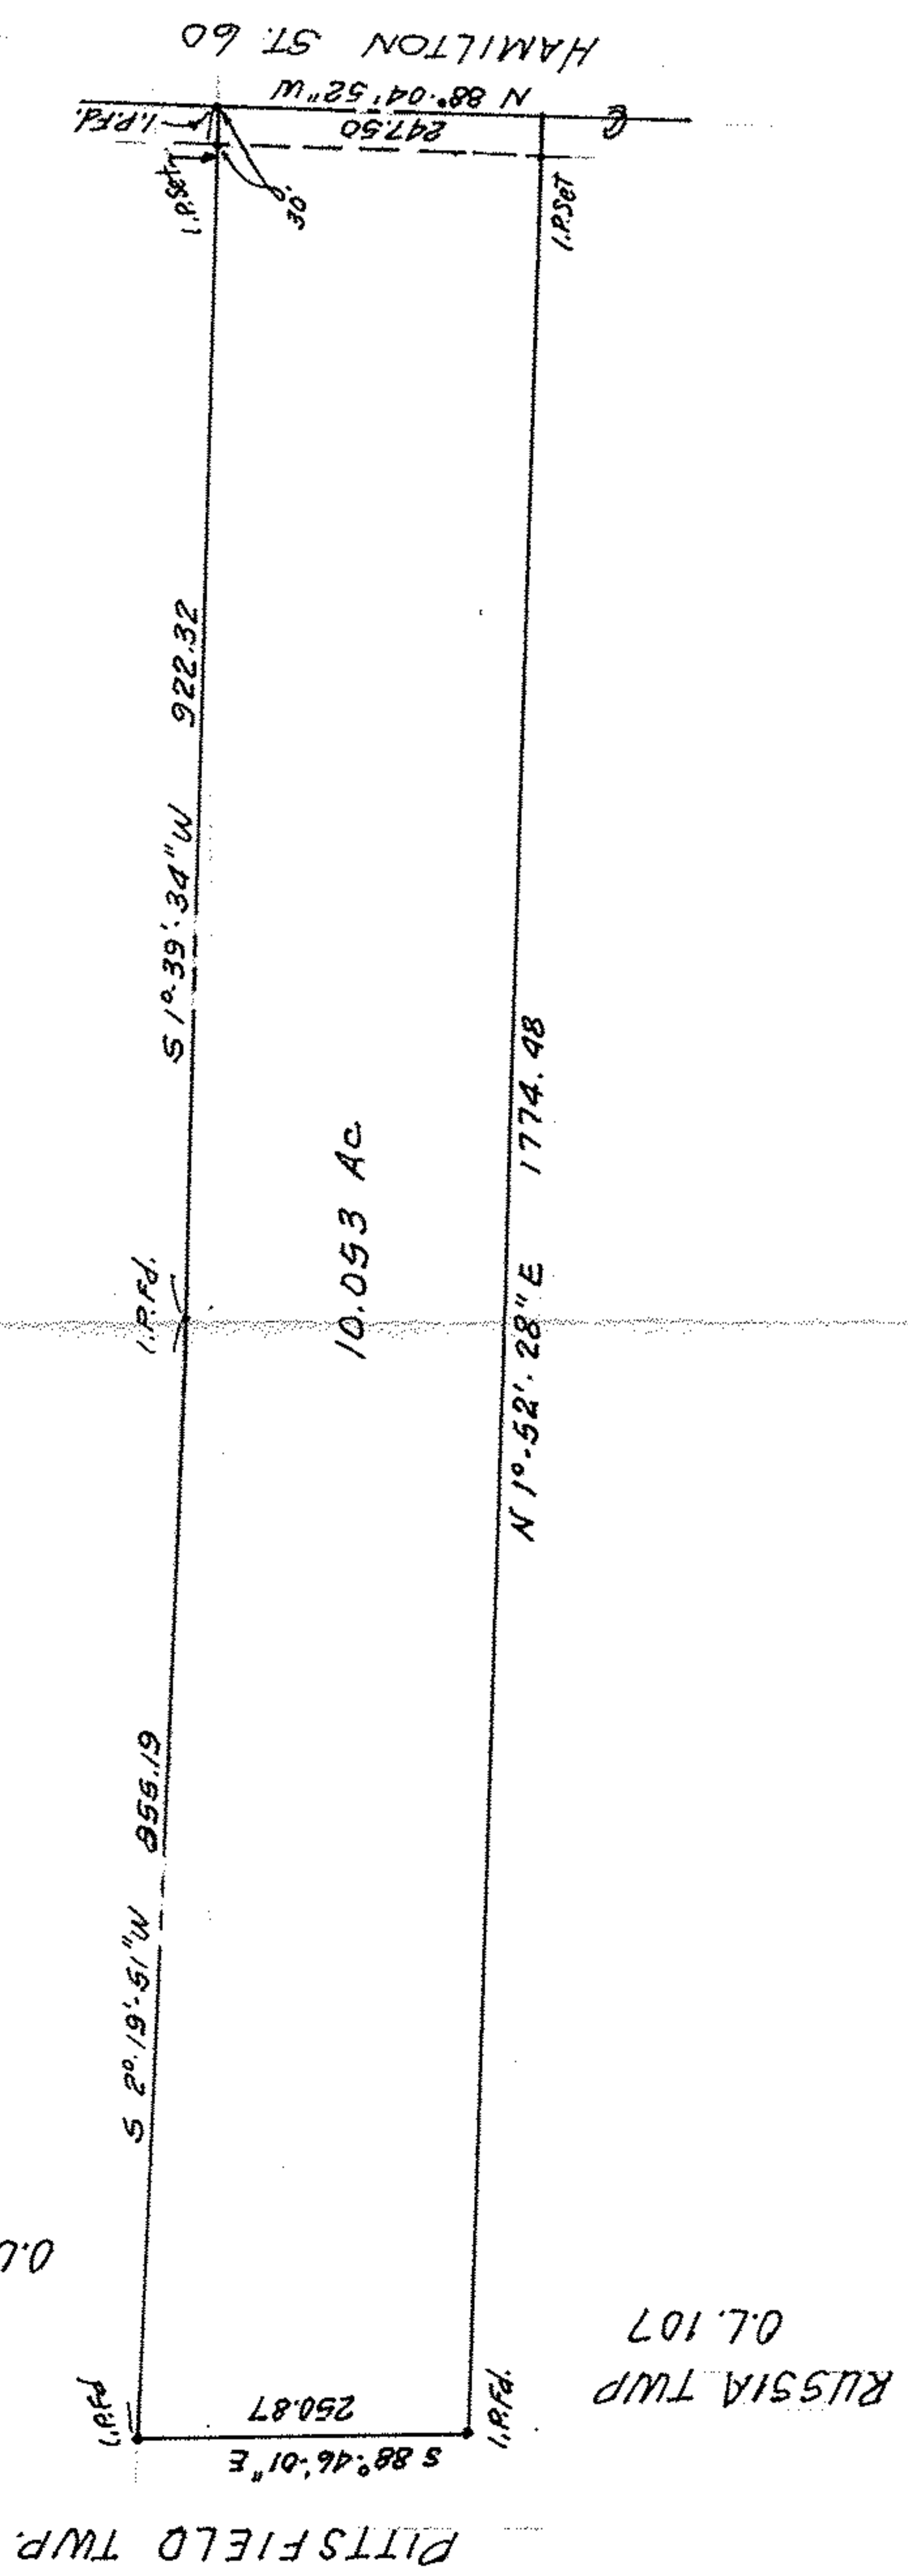 HAMILTON ST. 60
N 88°-04'-52" W
247.50
I.P.Fd.
I.P.Set
30'
I.P.Set
S 1°-39'-34" W 922.32
10.053 Ac.
I.P.Fd.
N 1°-52'-28" E 1774.48
S 2°-19'-51" W 855.19
I.P.Fd
250.87
I.P.Fd.
S 88°-46'-01" E
O.L. 107
RUSSIA TWP
PITTSFIELD TWP.